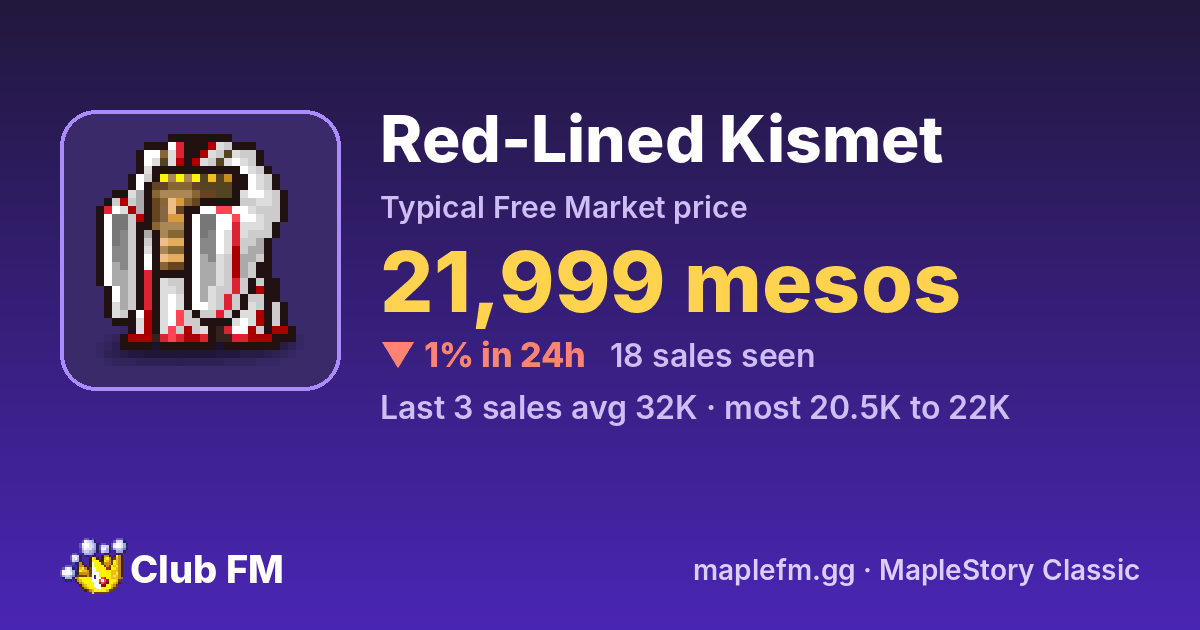 Red-Lined Kismet
Typical Free Market price
21,999 mesos
▼ 1% in 24h 18 sales seen
Last 3 sales avg 32K · most 20.5K to 22K
Club FM
maplefm.gg · MapleStory Classic